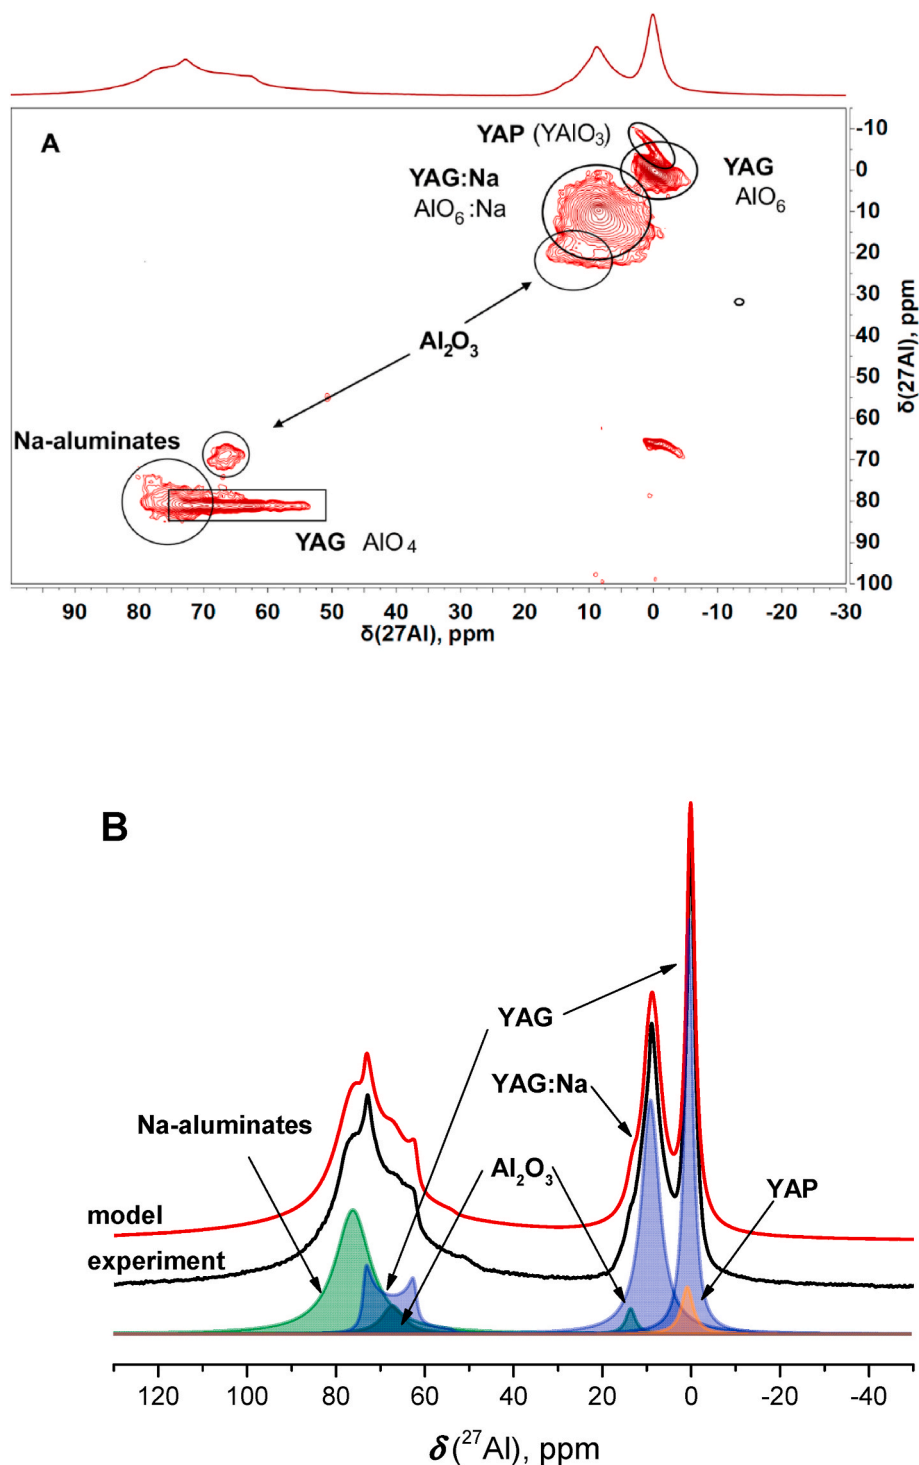 A
YAP (YAlO3)
YAG
AlO6
YAG:Na
AlO6:Na
Al2O3
Na-aluminates
YAG AlO4
-10
0
10
20
30
40
50
60
70
80
90
100
δ(27Al), ppm
90 80 70 60 50 40 30 20 10 0 -10 -20 -30
δ(27Al), ppm
B
YAG
YAG:Na
Na-aluminates
Al2O3
YAP
model
experiment
120 100 80 60 40 20 0 -20 -40
δ(27Al), ppm